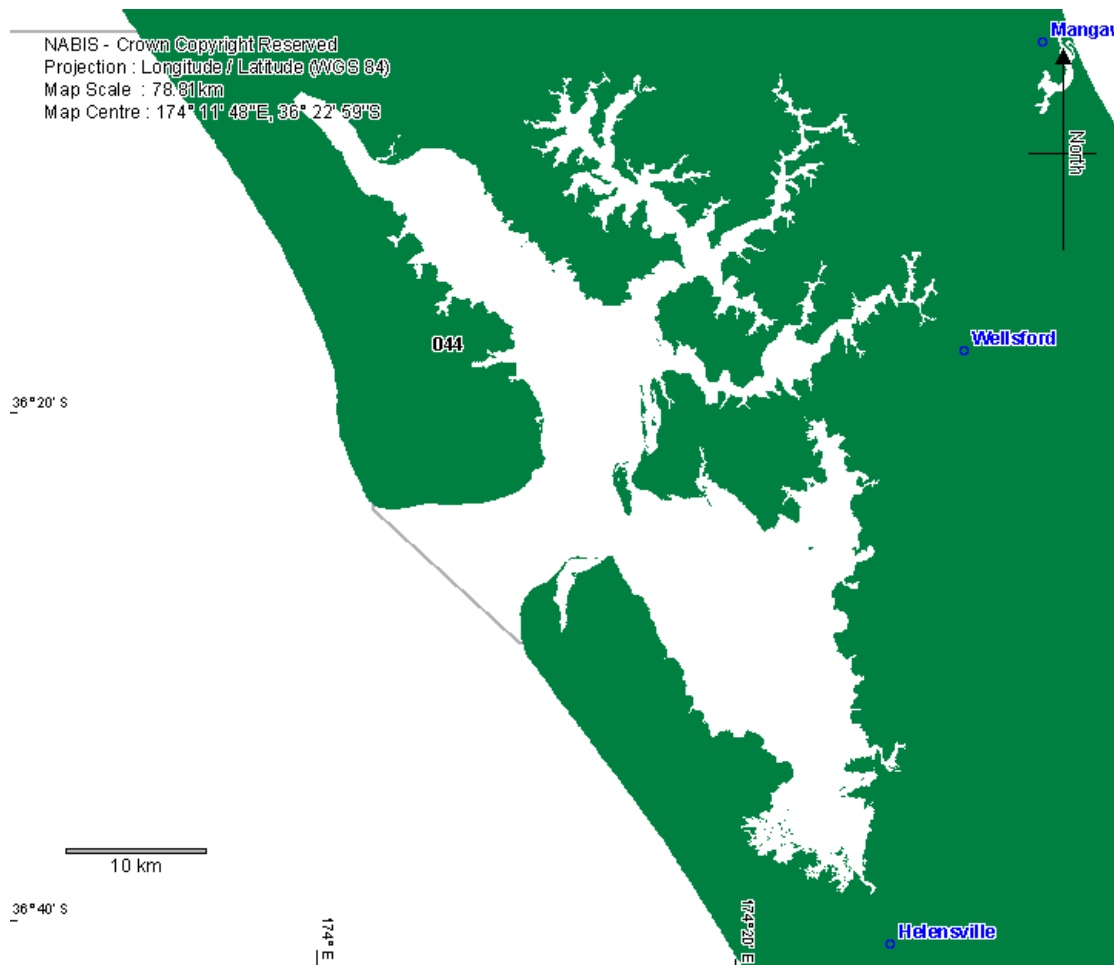 NABIS - Crown Copyright Reserved
Projection : Longitude / Latitude (WGS 84)
Map Scale : 78.81km
Map Centre : 174° 11' 48"E, 36° 22' 59"S
Mangaw
North
044
Wellsford
36°20' S
10 km
36°40' S
174° E
174°20' E
Helensville